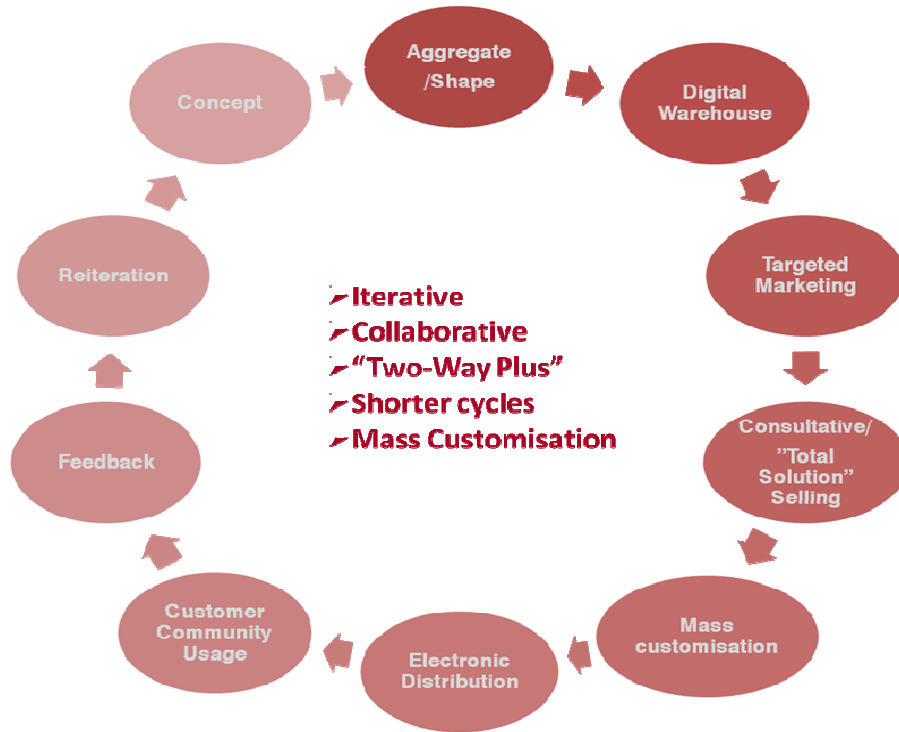 Aggregate
/Shape
Digital
Warehouse
Targeted
Marketing
Consultative/
”Total
Solution”
Selling
Mass
customisation
Electronic
Distribution
Customer
Community
Usage
Feedback
Reiteration
Concept
➢Iterative
➢Collaborative
➢“Two-Way Plus”
➢Shorter cycles
➢Mass Customisation